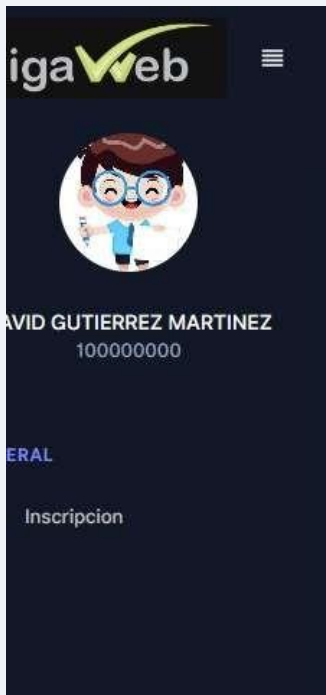 igaWeb
AVID GUTIERREZ MARTINEZ
100000000
ERAL
Inscripcion